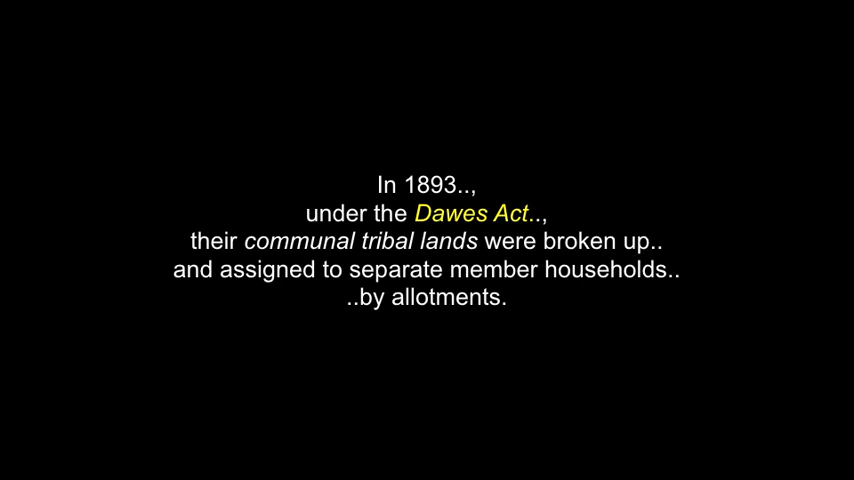 In 1893..,
under the Dawes Act..,
their communal tribal lands were broken up..
and assigned to separate member households..
..by allotments.